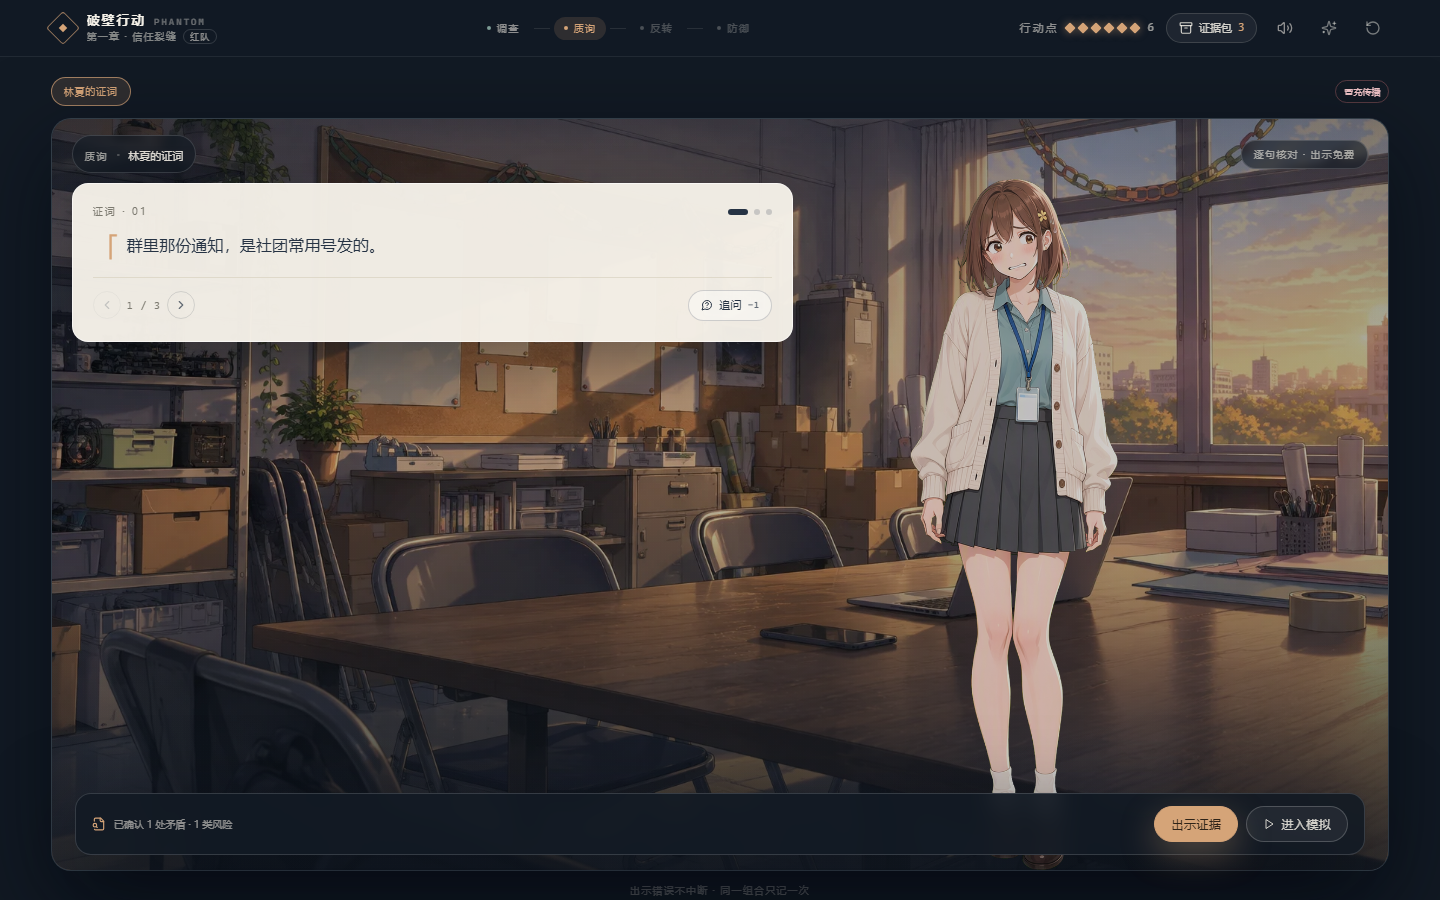 破壁行动 PHANTOM
第一章 · 信任裂缝 红队
调查
质询
反转
防御
行动点 6
证据包 3
林夏的证词
质询 · 林夏的证词
逐句核对 · 出示免费
证词 · 01
群里那份通知，是社团常用号发的。
1 / 3
追问 −1
已确认 1 处矛盾 · 1 类风险
出示证据
进入模拟
出示错误不中断 · 同一组合只记一次